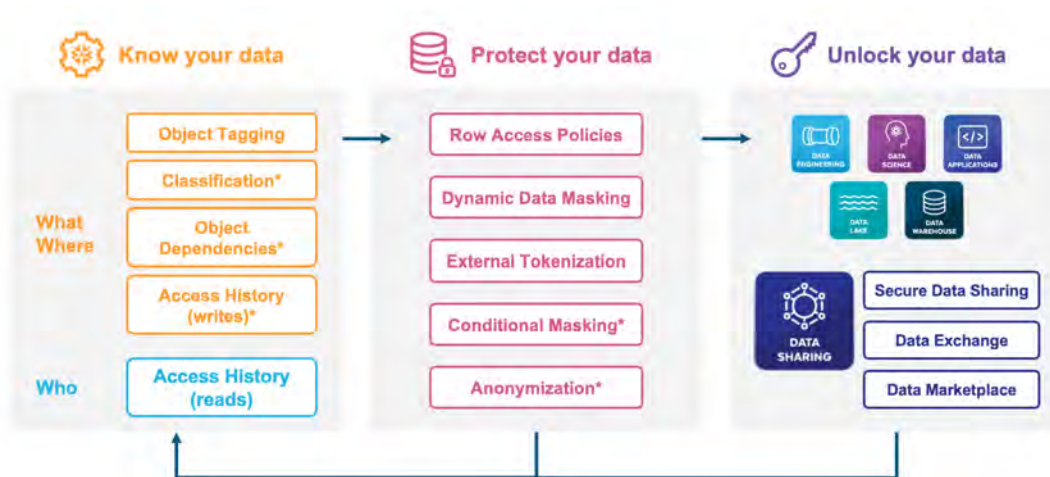 Know your data
Protect your data
Unlock your data
What
Where
Object Tagging
Classification*
Object
Dependencies*
Access History
(writes)*
Who
Access History
(reads)
Row Access Policies
Dynamic Data Masking
External Tokenization
Conditional Masking*
Anonymization*
DATA
ENGINEERING
DATA
SCIENCE
DATA
APPLICATIONS
DATA
LAKE
DATA
WAREHOUSE
DATA
SHARING
Secure Data Sharing
Data Exchange
Data Marketplace